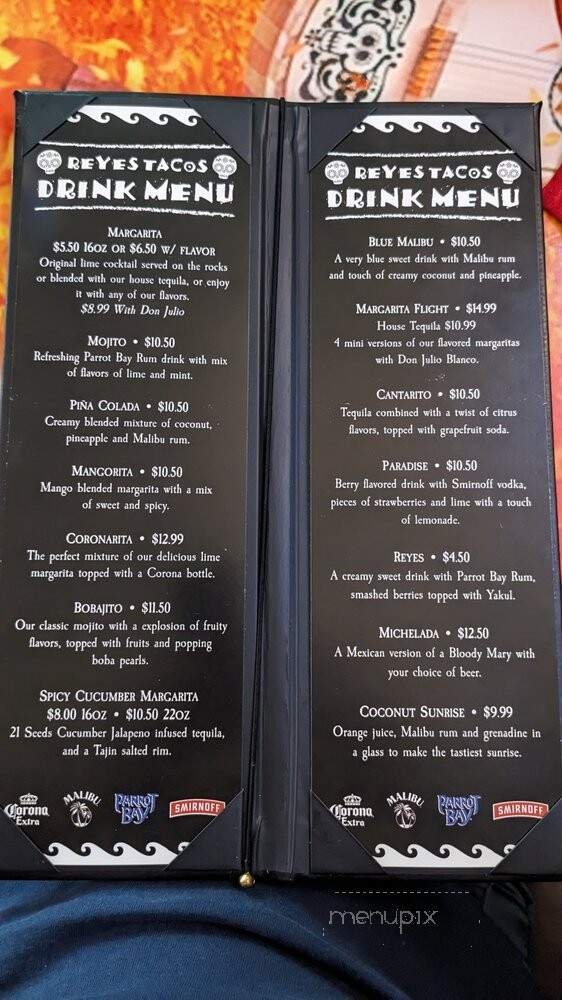 REYES TACOS
DRINK MENU
MARGARITA
$5.50 16OZ OR $6.50 W/ FLAVOR
Original lime cocktail served on the rocks
or blended with our house tequila, or enjoy
it with any of our flavors.
$8.99 With Don Julio
MOJITO • $10.50
Refreshing Parrot Bay Rum drink with mix
of flavors of lime and mint.
PIÑA COLADA • $10.50
Creamy blended mixture of coconut,
pineapple and Malibu rum.
MANGORITA • $10.50
Mango blended margarita with a mix
of sweet and spicy.
CORONARITA • $12.99
The perfect mixture of our delicious lime
margarita topped with a Corona bottle.
BOBAJITO • $11.50
Our classic mojito with a explosion of fruity
flavors, topped with fruits and popping
boba pearls.
SPICY CUCUMBER MARGARITA
$8.00 16OZ • $10.50 22OZ
21 Seeds Cucumber Jalapeno infused tequila,
and a Tajin salted rim.
Corona Extra MALIBU PARROT BAY SMIRNOFF
REYES TACOS
DRINK MENU
BLUE MALIBU • $10.50
A very blue sweet drink with Malibu rum
and touch of creamy coconut and pineapple.
MARGARITA FLIGHT • $14.99
House Tequila $10.99
4 mini versions of our flavored margaritas
with Don Julio Blanco.
CANTARITO • $10.50
Tequila combined with a twist of citrus
flavors, topped with grapefruit soda.
PARADISE • $10.50
Berry flavored drink with Smirnoff vodka,
pieces of strawberries and lime with a touch
of lemonade.
REYES • $4.50
A creamy sweet drink with Parrot Bay Rum,
smashed berries topped with Yakul.
MICHELADA • $12.50
A Mexican version of a Bloody Mary with
your choice of beer.
COCONUT SUNRISE • $9.99
Orange juice, Malibu rum and grenadine in
a glass to make the tastiest sunrise.
Corona Extra MALIBU PARROT BAY SMIRNOFF
menupix